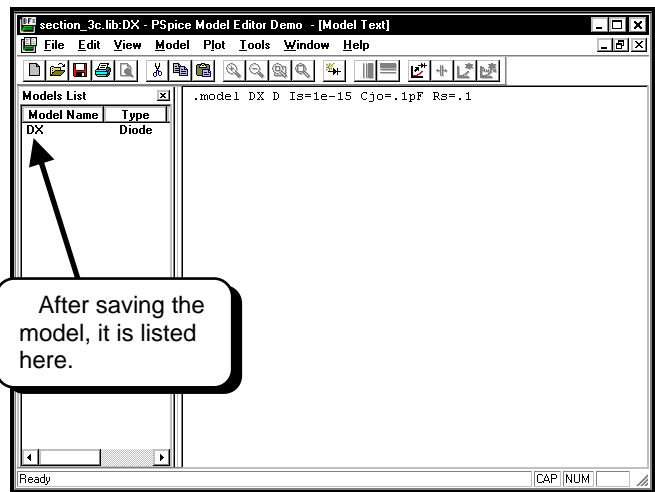 section_3c.lib:DX - PSpice Model Editor Demo - [Model Text]
File Edit View Model Plot Tools Window Help
Models List
Model Name Type
DX Diode
.model DX D Is=1e-15 Cjo=.1pF Rs=.1
After saving the
model, it is listed
here.
Ready CAP NUM